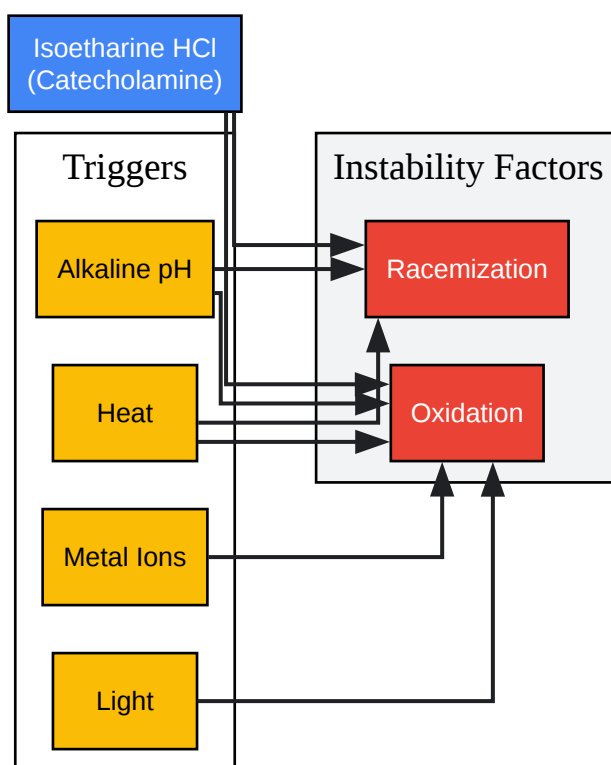 Isoetharine HCl
(Catecholamine)
Triggers
Instability Factors
Alkaline pH
Racemization
Heat
Oxidation
Metal Ions
Light